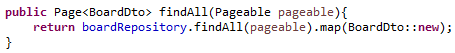 public Page<BoardDto> findAll(Pageable pageable){
    return boardRepository.findAll(pageable).map(BoardDto::new);
}